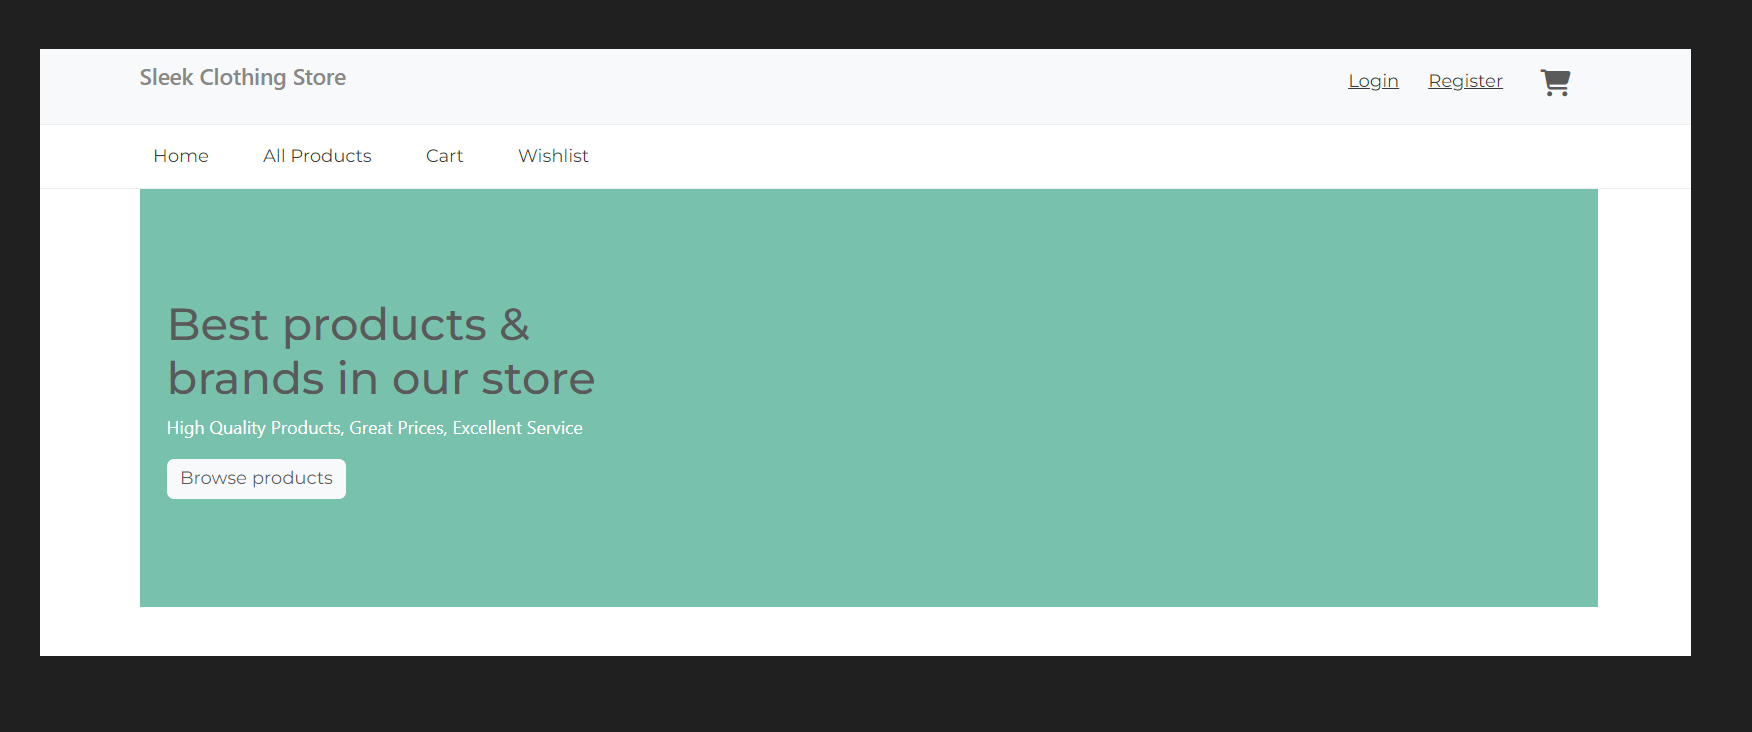 Sleek Clothing Store
Login Register
Home All Products Cart Wishlist
Best products &
brands in our store
High Quality Products, Great Prices, Excellent Service
Browse products